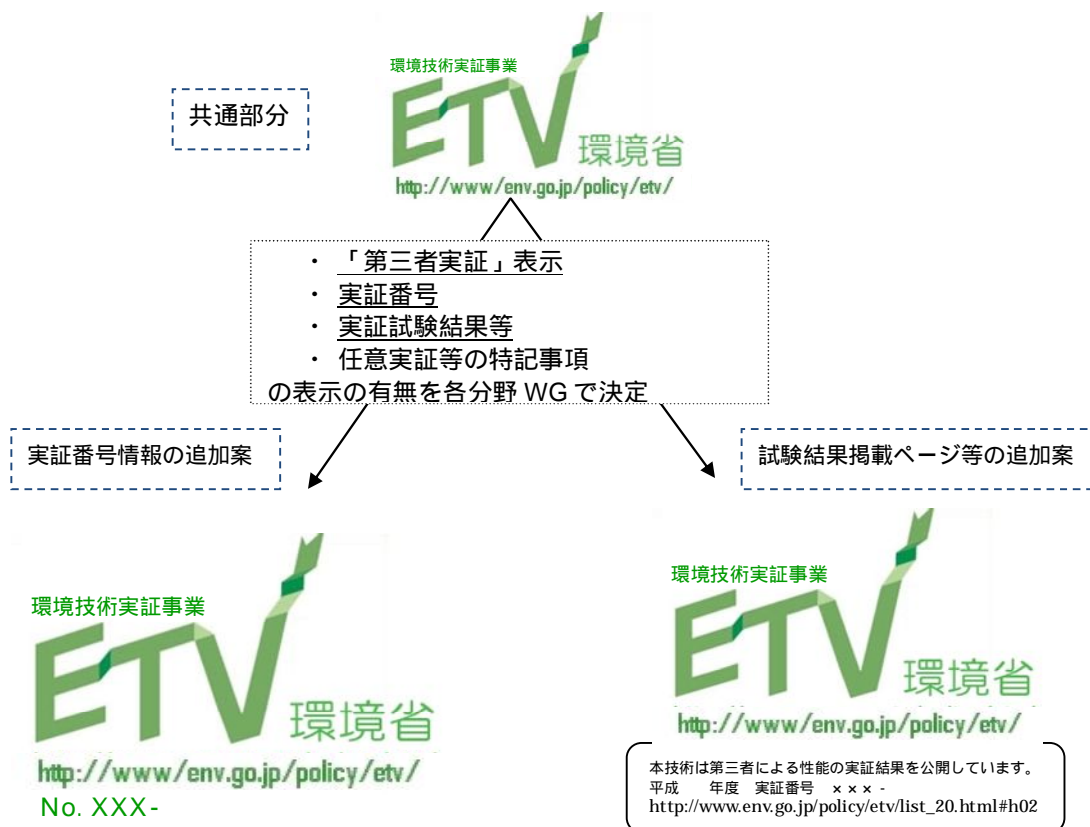 環境技術実証事業
共通部分
ETV 環境省
http://www/env.go.jp/policy/etv/
・ 「第三者実証」表示
・ 実証番号
・ 実証試験結果等
・ 任意実証等の特記事項
の表示の有無を各分野 WG で決定
実証番号情報の追加案
試験結果掲載ページ等の追加案
環境技術実証事業
ETV 環境省
http://www/env.go.jp/policy/etv/
No. XXX-
環境技術実証事業
ETV 環境省
http://www/env.go.jp/policy/etv/
本技術は第三者による性能の実証結果を公開しています。
平成　　年度　実証番号　×××-
http://www.env.go.jp/policy/etv/list_20.html#h02